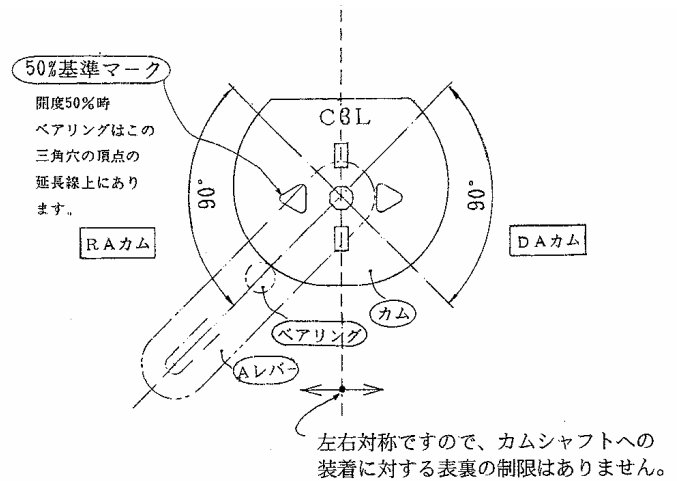 50%基準マーク
開度50%時
ベアリングはこの
三角穴の頂点の
延長線上にあり
ます。
C6L
90°
90°
RAカム
DAカム
カム
ベアリング
Aレバー
左右対称ですので、カムシャフトへの
装着に対する表裏の制限はありません。